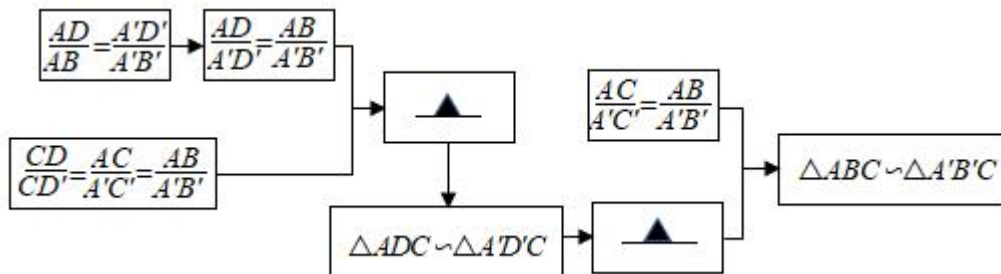 AD/AB = A'D'/A'B'
AD/A'D' = AB/A'B'
AC/A'C' = AB/A'B'
CD/CD' = AC/A'C' = AB/A'B'
△ABC∽△A'B'C
△ADC∽△A'D'C